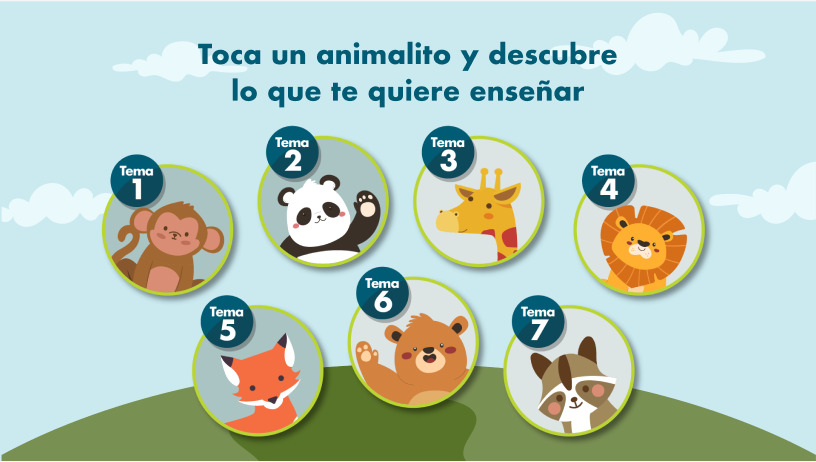 Toca un animalito y descubre
lo que te quiere enseñar
Tema
1
Tema
2
Tema
3
Tema
4
Tema
5
Tema
6
Tema
7